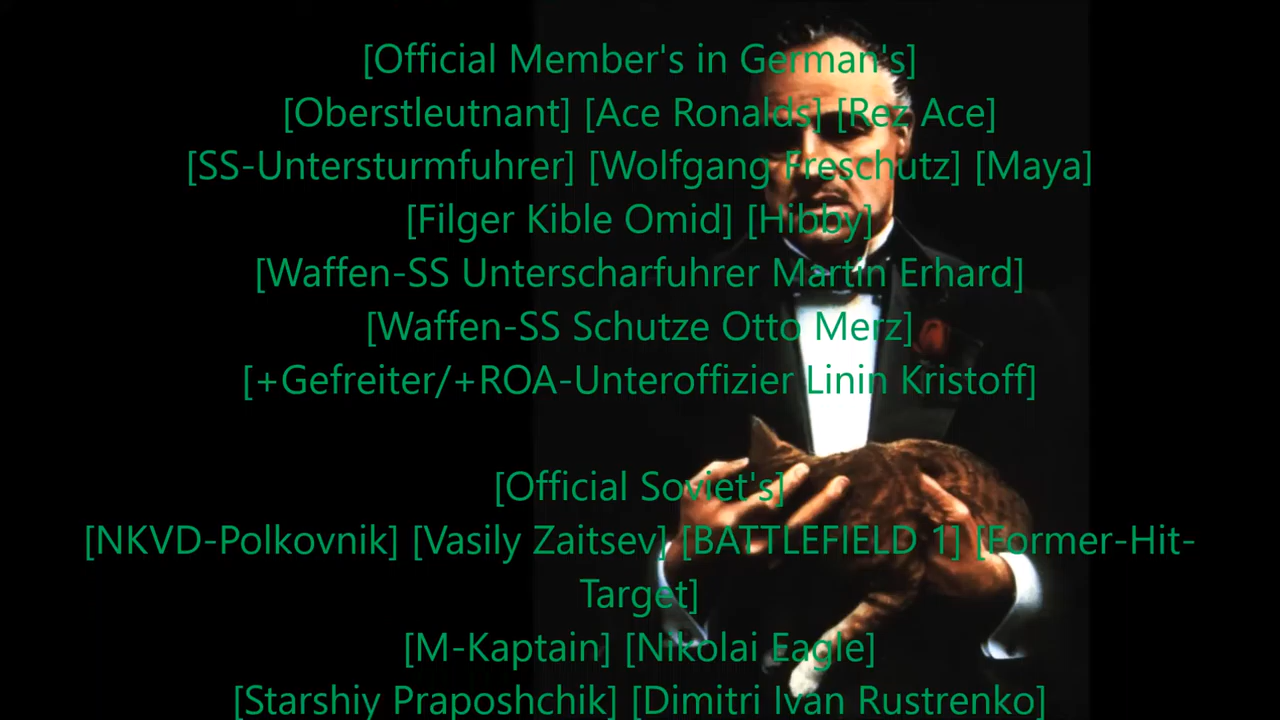 [Official Member's in German's]
[Oberstleutnant] [Ace Ronalds] [Rez Ace]
[SS-Untersturmfuhrer] [Wolfgang Freschutz] [Maya]
[Filger Kible Omid] [Hibby]
[Waffen-SS Unterscharfuhrer Martin Erhard]
[Waffen-SS Schutze Otto Merz]
[+Gefreiter/+ROA-Unteroffizier Linin Kristoff]
[Official Soviet's]
[NKVD-Polkovnik] [Vasily Zaitsev] [BATTLEFIELD 1] [Former-Hit-
Target]
[M-Kaptain] [Nikolai Eagle]
[Starshiy Praposhchik] [Dimitri Ivan Rustrenko]